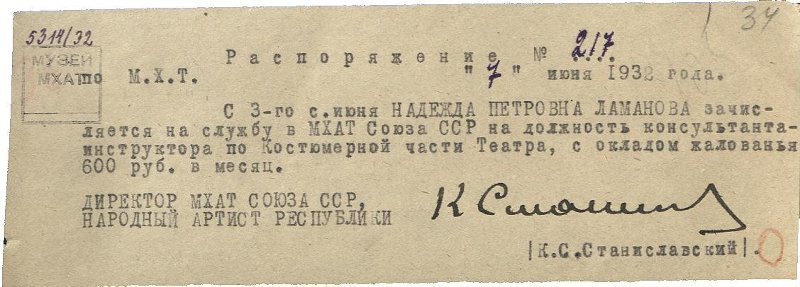 34
5314/32
МУЗЕЙ
МХАТ
Распоряжение № 217.
по М.Х.Т. "7" июня 1932 года.
С 3-го с.июня НАДЕЖДА ПЕТРОВНА ЛАМАНОВА зачис-
ляется на службу в МХАТ Союза ССР на должность консультанта-
инструктора по Костюмерной части Театра, с окладом жалованья
600 руб. в месяц.
ДИРЕКТОР МХАТ СОЮЗА ССР,
НАРОДНЫЙ АРТИСТ РЕСПУБЛИКИ
|К.С.Станиславский|.